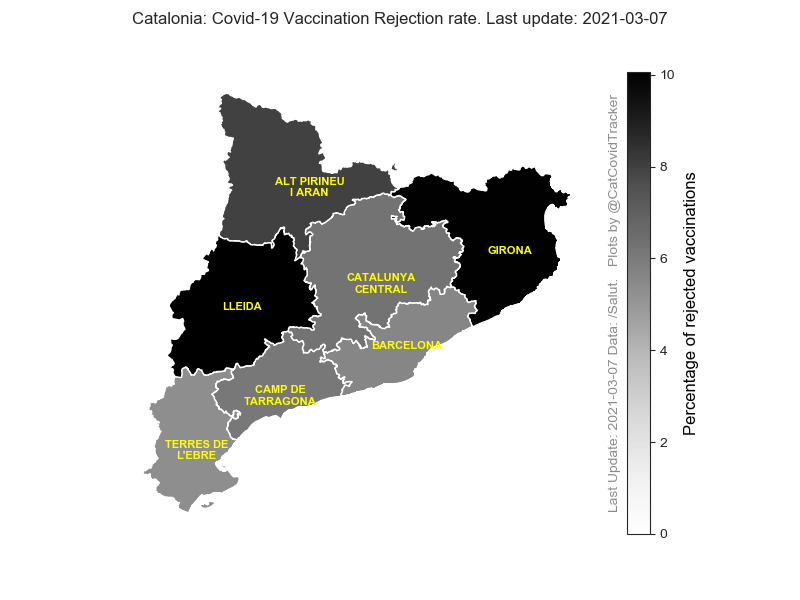 Catalonia: Covid-19 Vaccination Rejection rate. Last update: 2021-03-07
ALT PIRINEU
I ARAN
GIRONA
CATALUNYA
CENTRAL
LLEIDA
BARCELONA
CAMP DE
TARRAGONA
TERRES DE
L'EBRE
Last Update: 2021-03-07 Data: /Salut. Plots by @CatCovidTracker
10
8
6
4
2
0
Percentage of rejected vaccinations